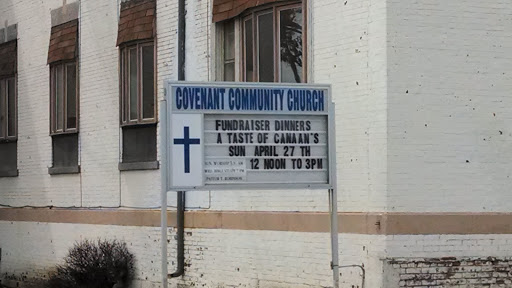 COVENANT COMMUNITY CHURCH
FUNDRAISER DINNERS
A TASTE OF CANAAN'S
SUN APRIL 27 TH
12 NOON TO 3PM